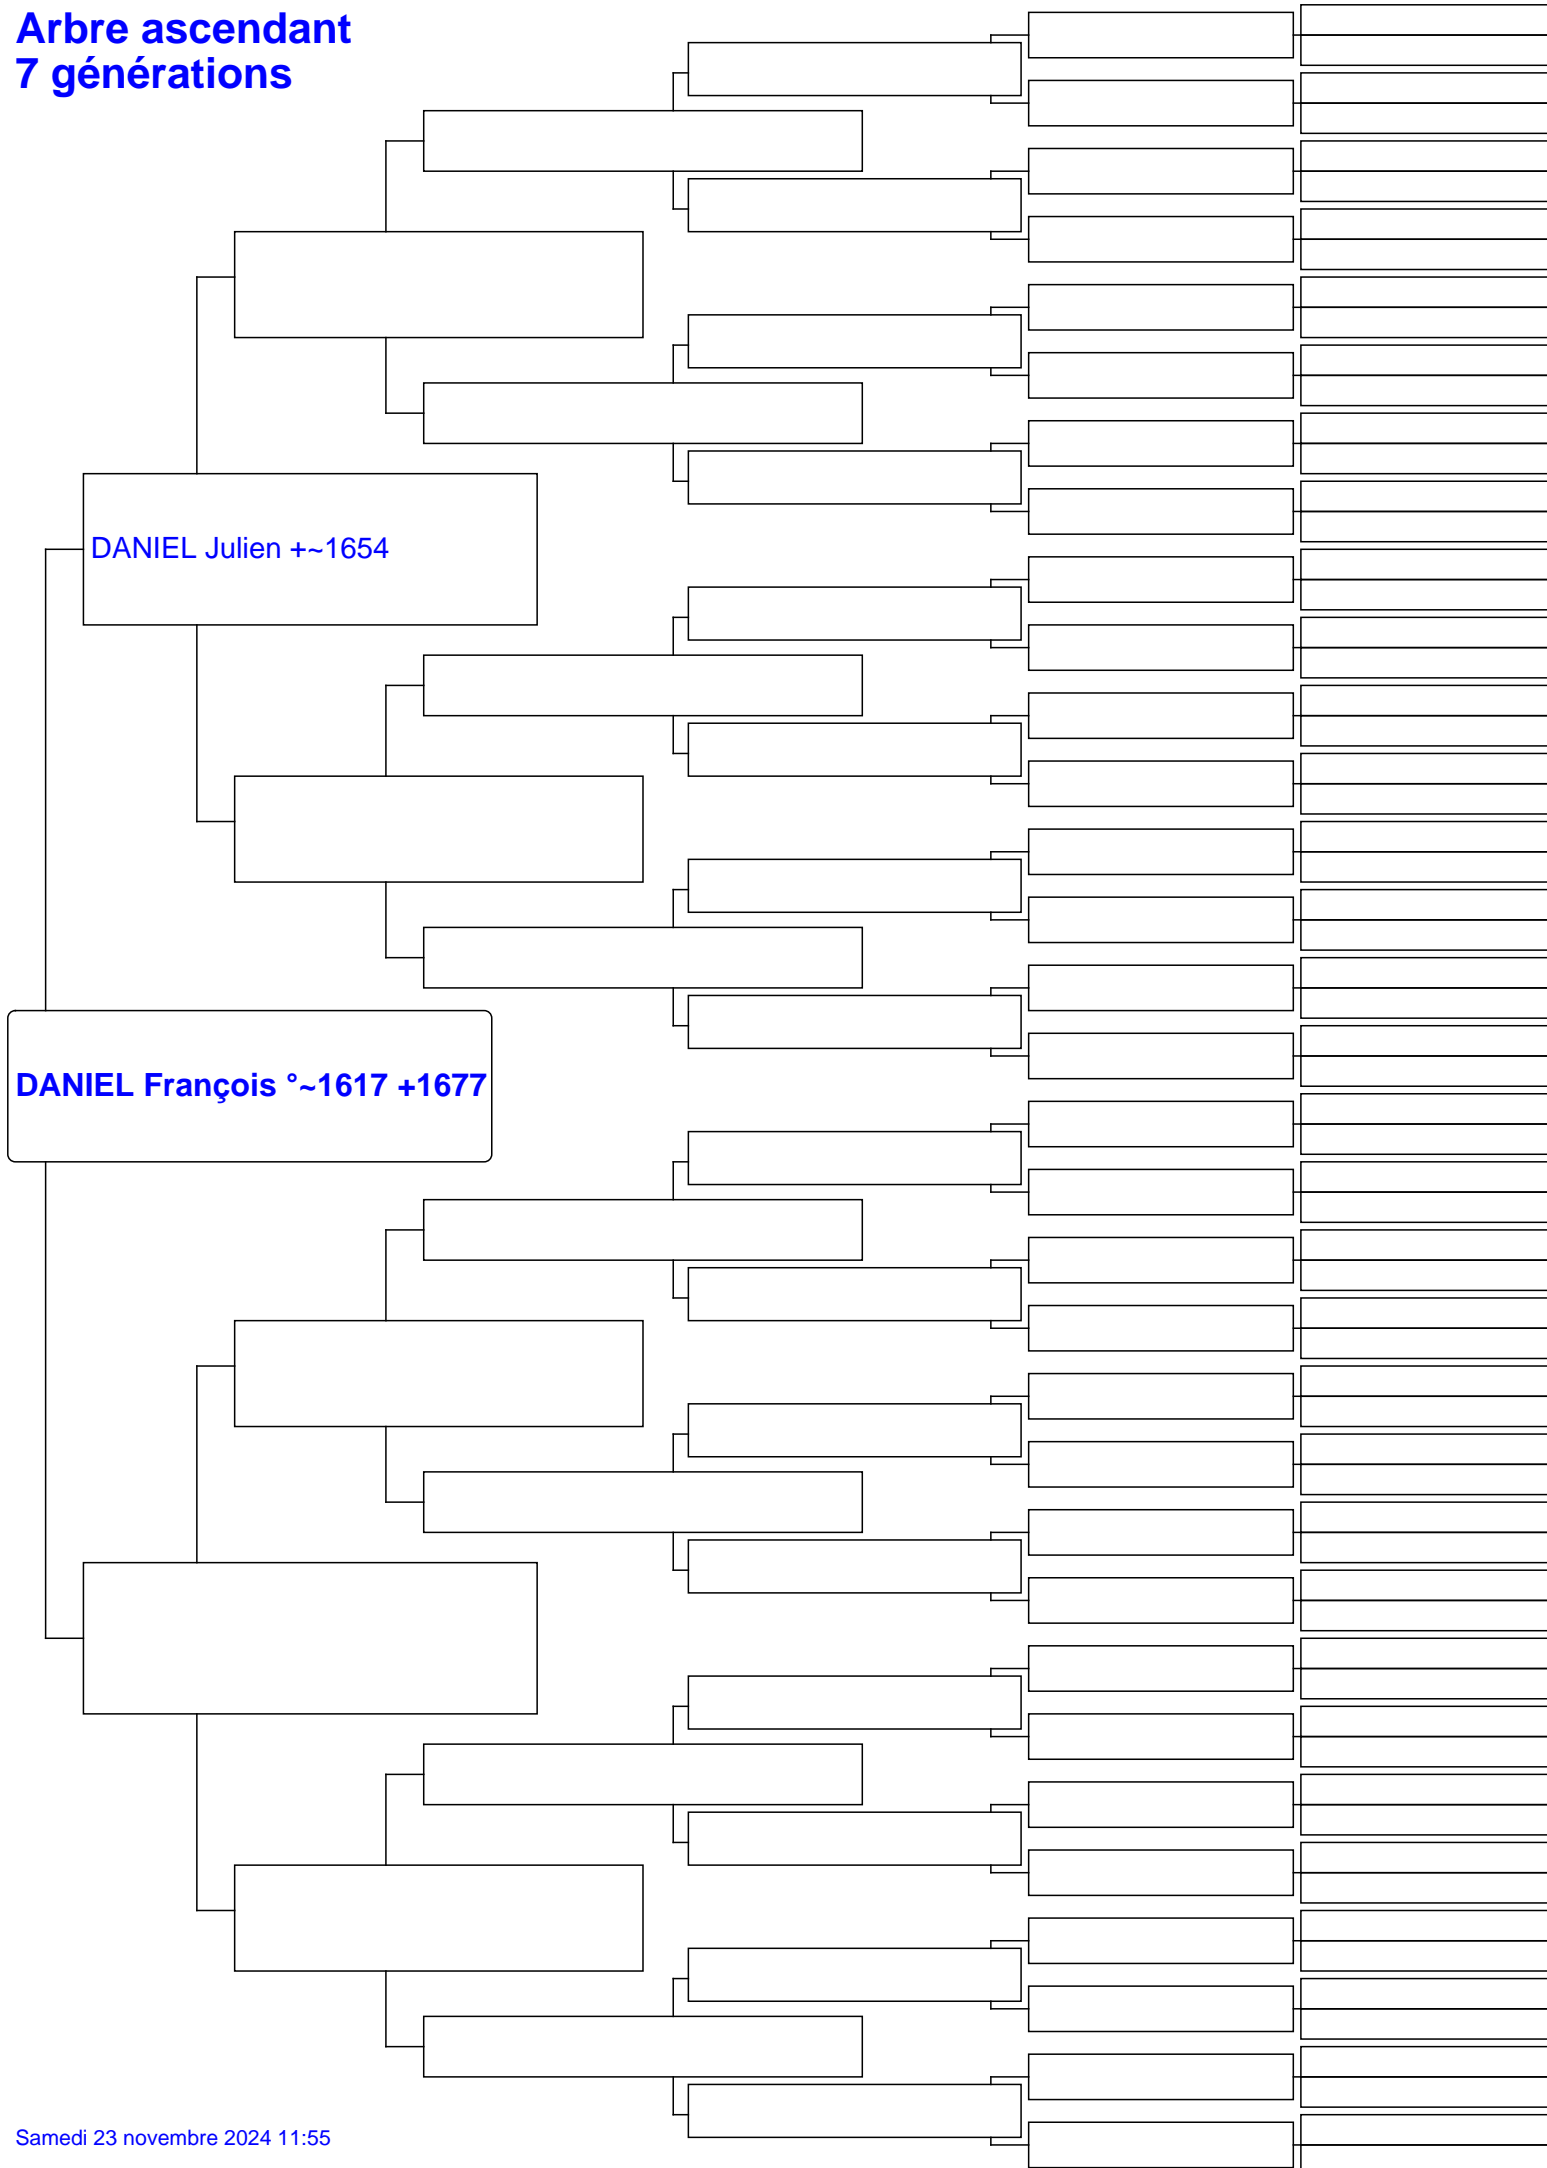 Arbre ascendant
7 générations
DANIEL Julien +~1654
DANIEL François °~1617 +1677
Samedi 23 novembre 2024 11:55